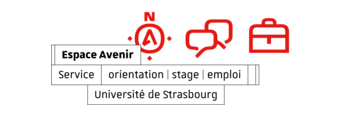 N
A
Espace Avenir
Service orientation | stage | emploi
Université de Strasbourg